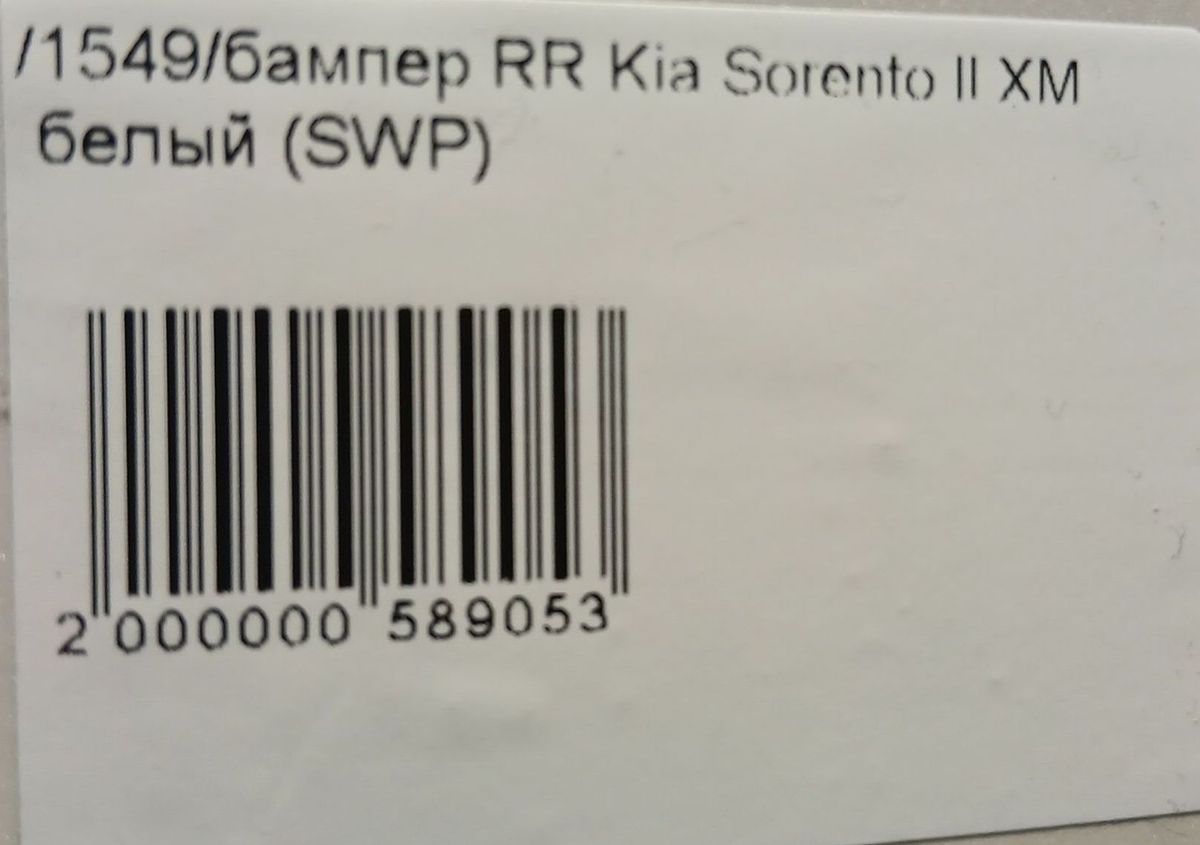 /1549/бампер RR Kia Sorento II XM
белый (SWP)
2 000000 589053